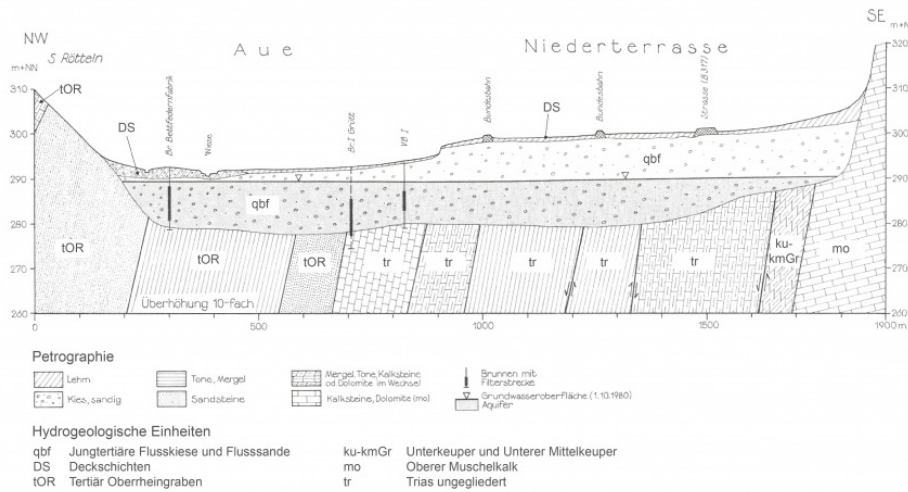 NW
SE
Aue
Niederterrasse
S Rötteln
m+NN
m+N
320
310
300
290
280
270
260
310
300
290
280
270
260
tOR
DS
Br. Bettfedernfabrik
Wiese
Br. I Grütt
VB I
Bundesbahn
DS
Bundesbahn
Strasse (B317)
qbf
qbf
tOR
tOR
tOR
tr
tr
tr
tr
tr
ku-
kmGr
mo
Überhöhung 10-fach
0
500
1000
1500
1900 m
Petrographie
Lehm
Kies, sandig
Tone, Mergel
Sandsteine
Mergel, Tone, Kalksteine
od. Dolomite im Wechsel
Kalksteine, Dolomite (mo)
Brunnen mit
Filterstrecke
Grundwasseroberfläche (1.10.1980)
Aquifer
Hydrogeologische Einheiten
qbf Jungtertiäre Flusskiese und Flusssande
DS Deckschichten
tOR Tertiär Oberrheingraben
ku-kmGr Unterkeuper und Unterer Mittelkeuper
mo Oberer Muschelkalk
tr Trias ungegliedert